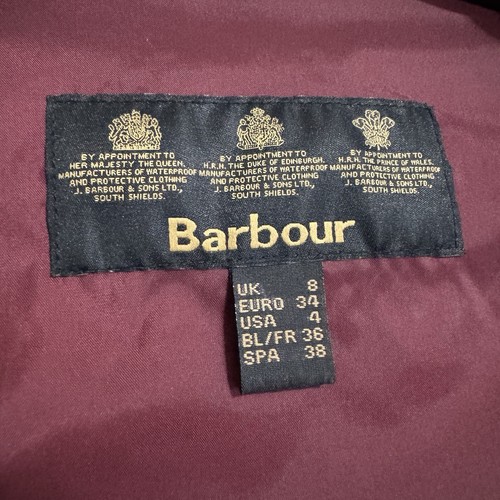 BY APPOINTMENT TO
HER MAJESTY THE QUEEN,
MANUFACTURERS OF WATERPROOF
AND PROTECTIVE CLOTHING
J. BARBOUR & SONS LTD.,
SOUTH SHIELDS.
BY APPOINTMENT TO
H.R.H. THE DUKE OF EDINBURGH,
MANUFACTURERS OF WATERPROOF
AND PROTECTIVE CLOTHING
J. BARBOUR & SONS LTD.,
SOUTH SHIELDS.
BY APPOINTMENT TO
H.R.H. THE PRINCE OF WALES,
MANUFACTURERS OF WATERPROOF
AND PROTECTIVE CLOTHING
J. BARBOUR & SONS LTD.,
SOUTH SHIELDS.
Barbour
UK 8
EURO 34
USA 4
BL/FR 36
SPA 38